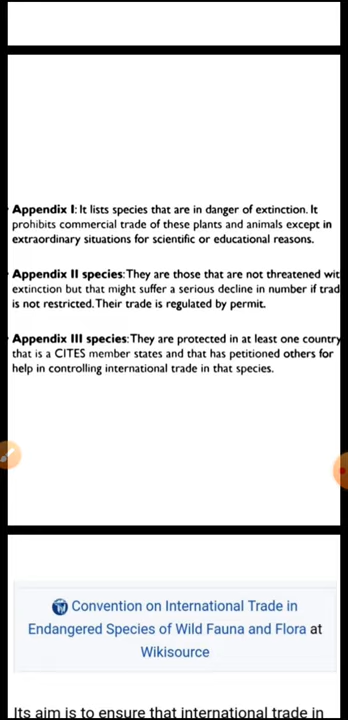 Appendix I: It lists species that are in danger of extinction. It
prohibits commercial trade of these plants and animals except in
extraordinary situations for scientific or educational reasons.
Appendix II species: They are those that are not threatened wit
extinction but that might suffer a serious decline in number if trad
is not restricted. Their trade is regulated by permit.
Appendix III species: They are protected in at least one country
that is a CITES member states and that has petitioned others for
help in controlling international trade in that species.
Convention on International Trade in
Endangered Species of Wild Fauna and Flora at
Wikisource
Its aim is to ensure that international trade in